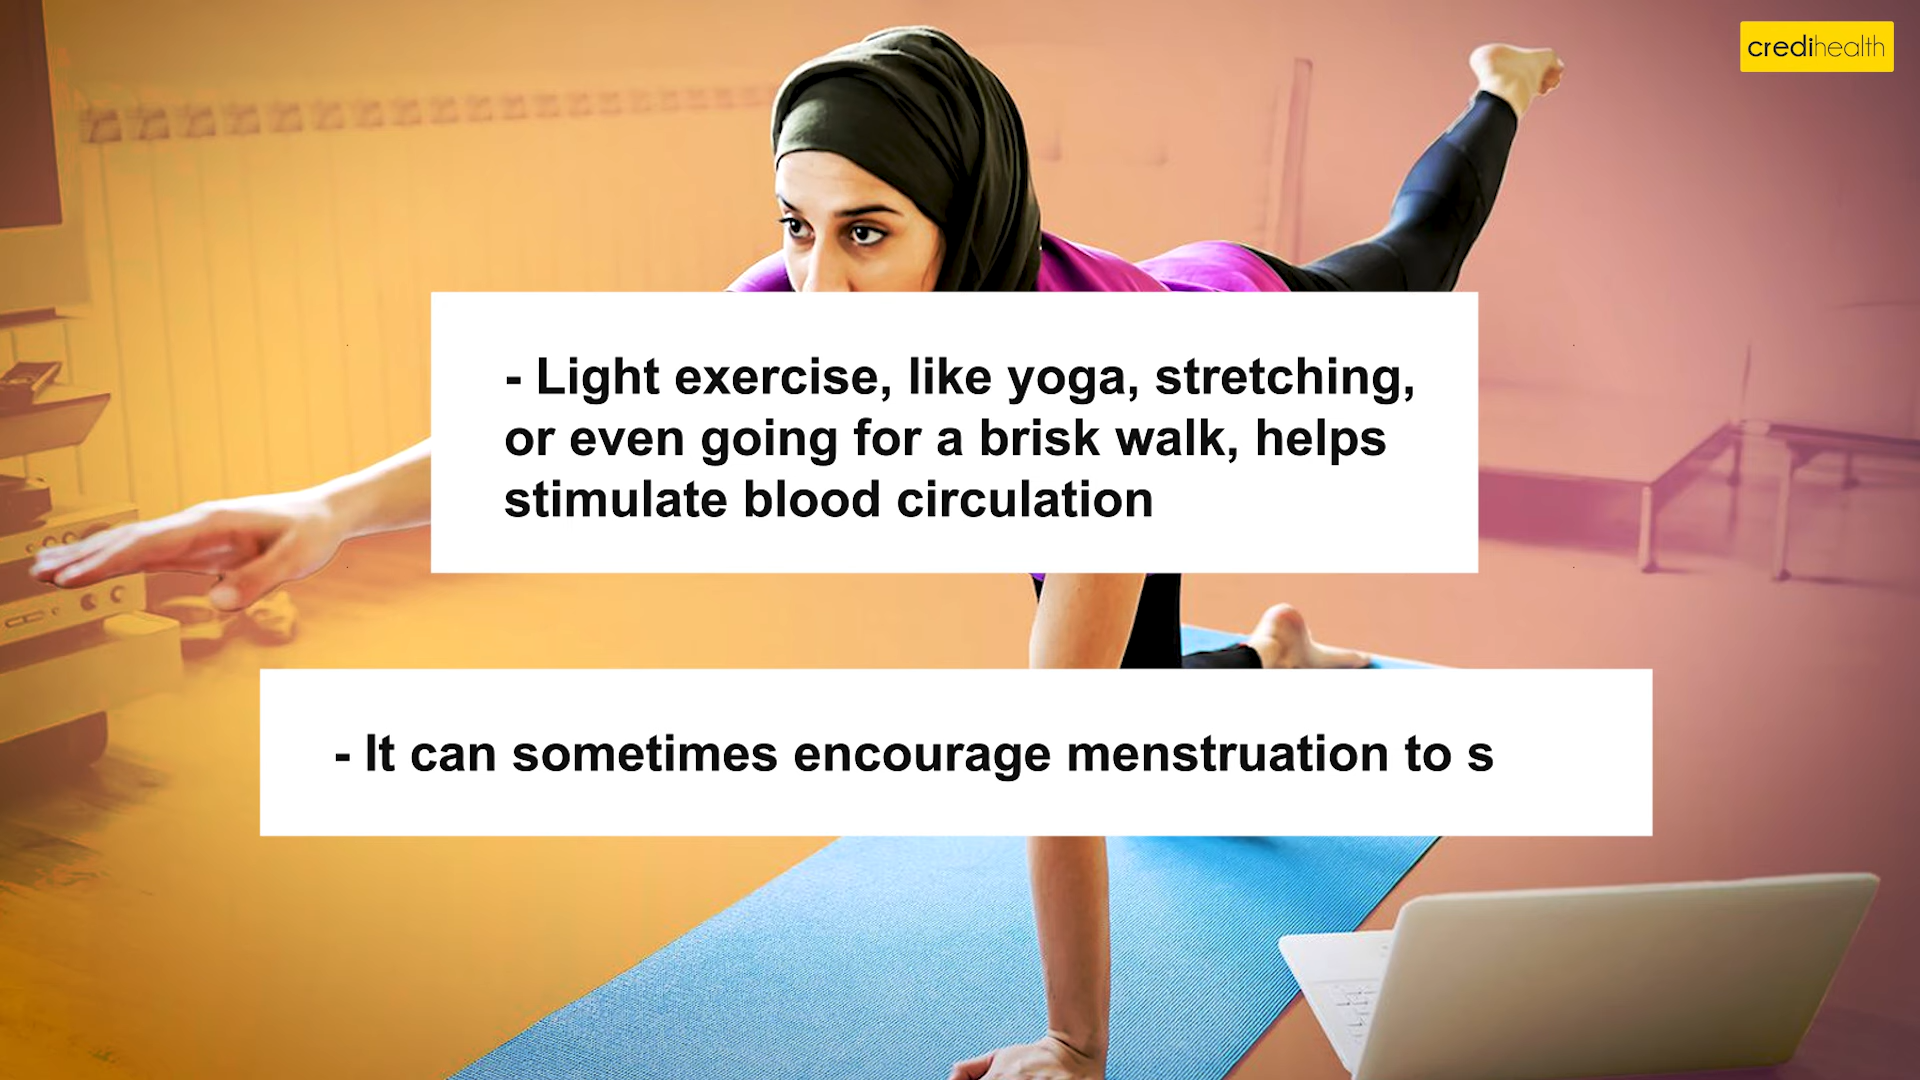 credihealth
- Light exercise, like yoga, stretching,
or even going for a brisk walk, helps
stimulate blood circulation
- It can sometimes encourage menstruation to s